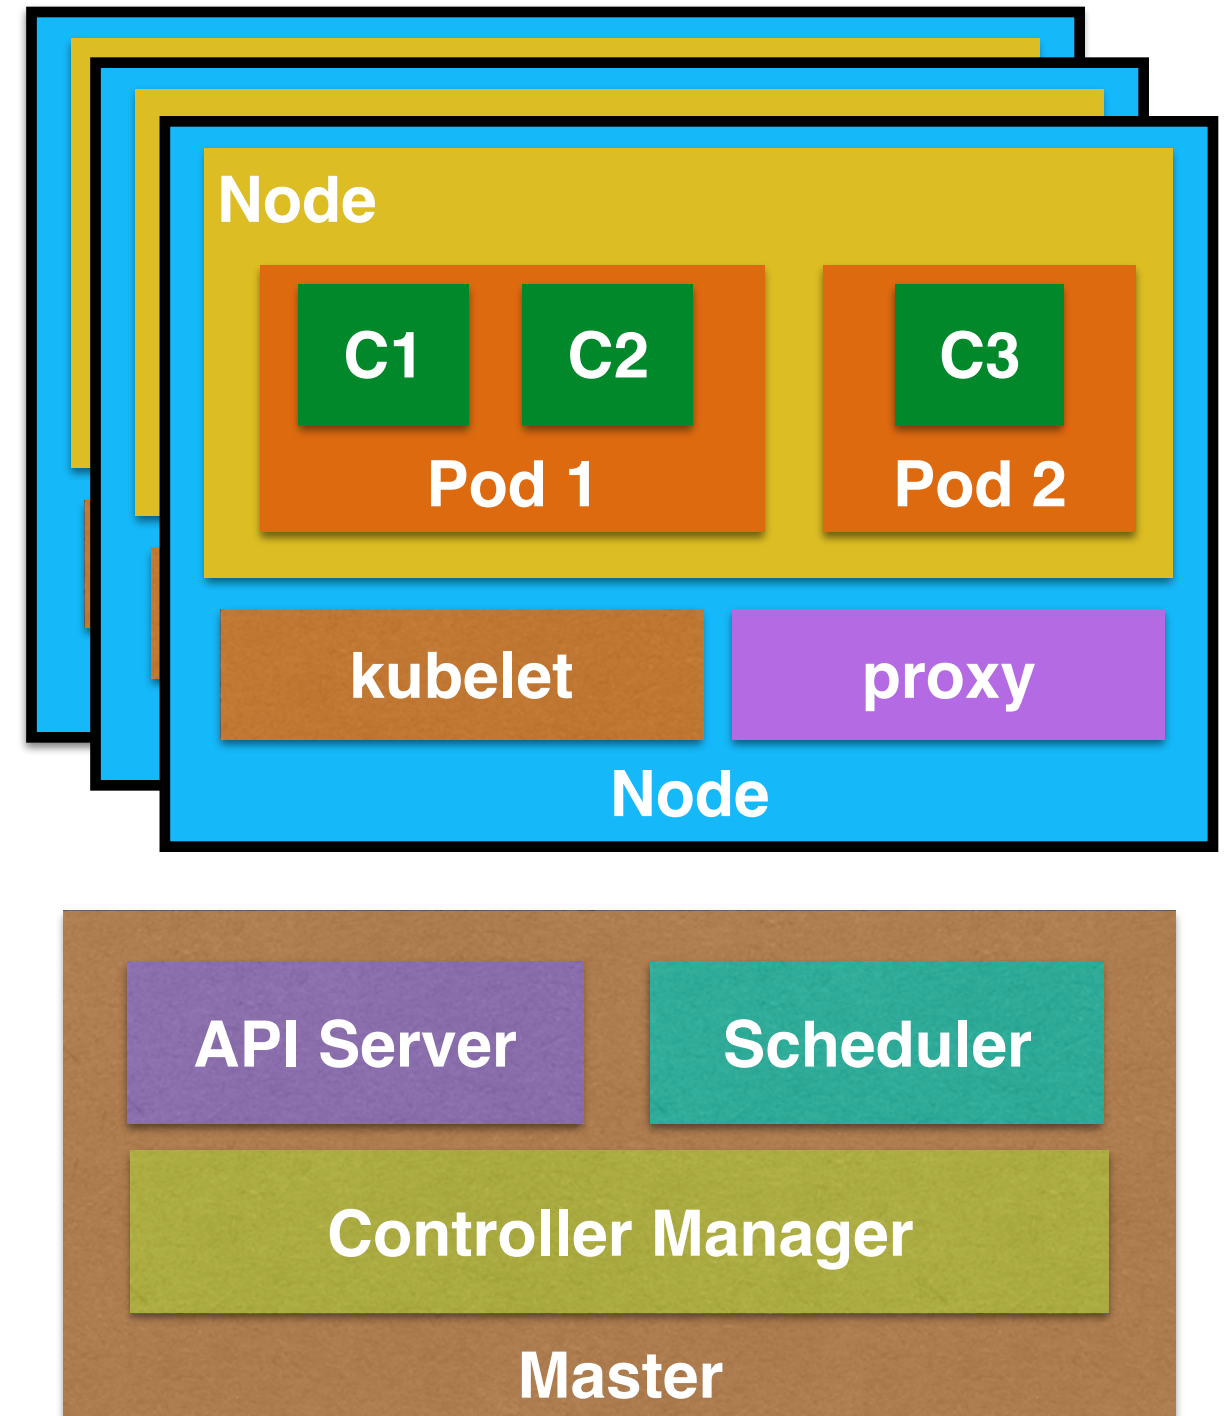 Node
C1 C2 C3
Pod 1 Pod 2
kubelet proxy
Node
API Server Scheduler
Controller Manager
Master